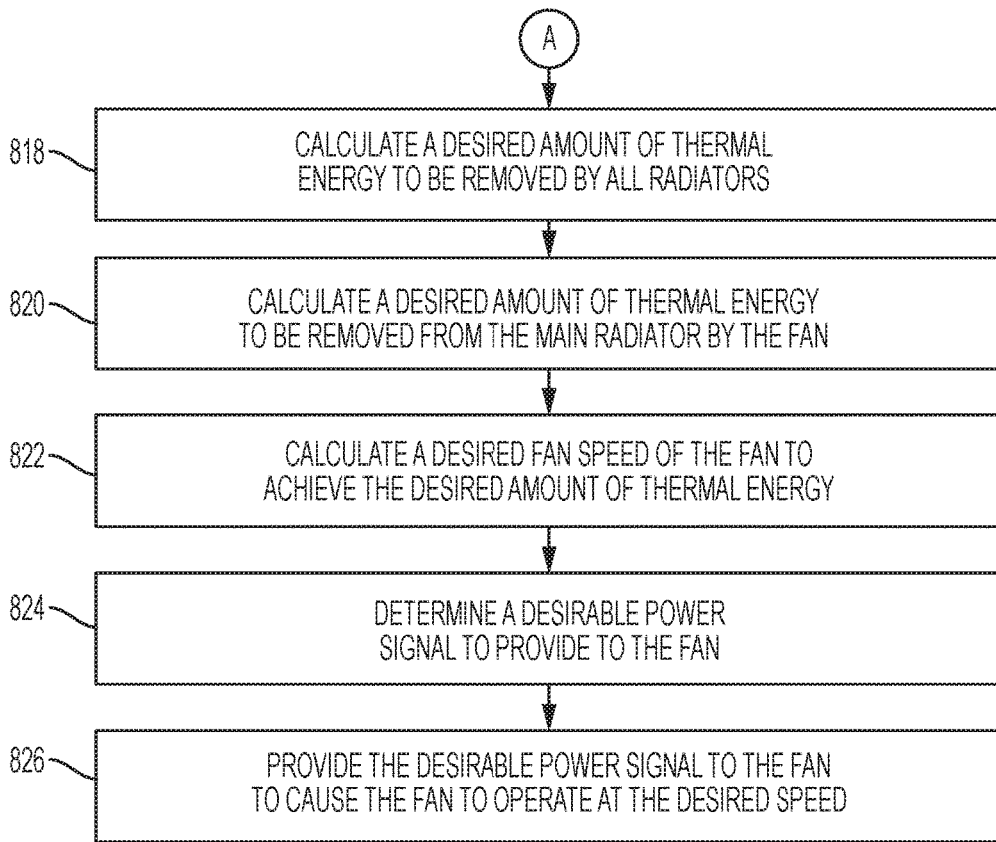 A
818
CALCULATE A DESIRED AMOUNT OF THERMAL
ENERGY TO BE REMOVED BY ALL RADIATORS
820
CALCULATE A DESIRED AMOUNT OF THERMAL ENERGY
TO BE REMOVED FROM THE MAIN RADIATOR BY THE FAN
822
CALCULATE A DESIRED FAN SPEED OF THE FAN TO
ACHIEVE THE DESIRED AMOUNT OF THERMAL ENERGY
824
DETERMINE A DESIRABLE POWER
SIGNAL TO PROVIDE TO THE FAN
826
PROVIDE THE DESIRABLE POWER SIGNAL TO THE FAN
TO CAUSE THE FAN TO OPERATE AT THE DESIRED SPEED